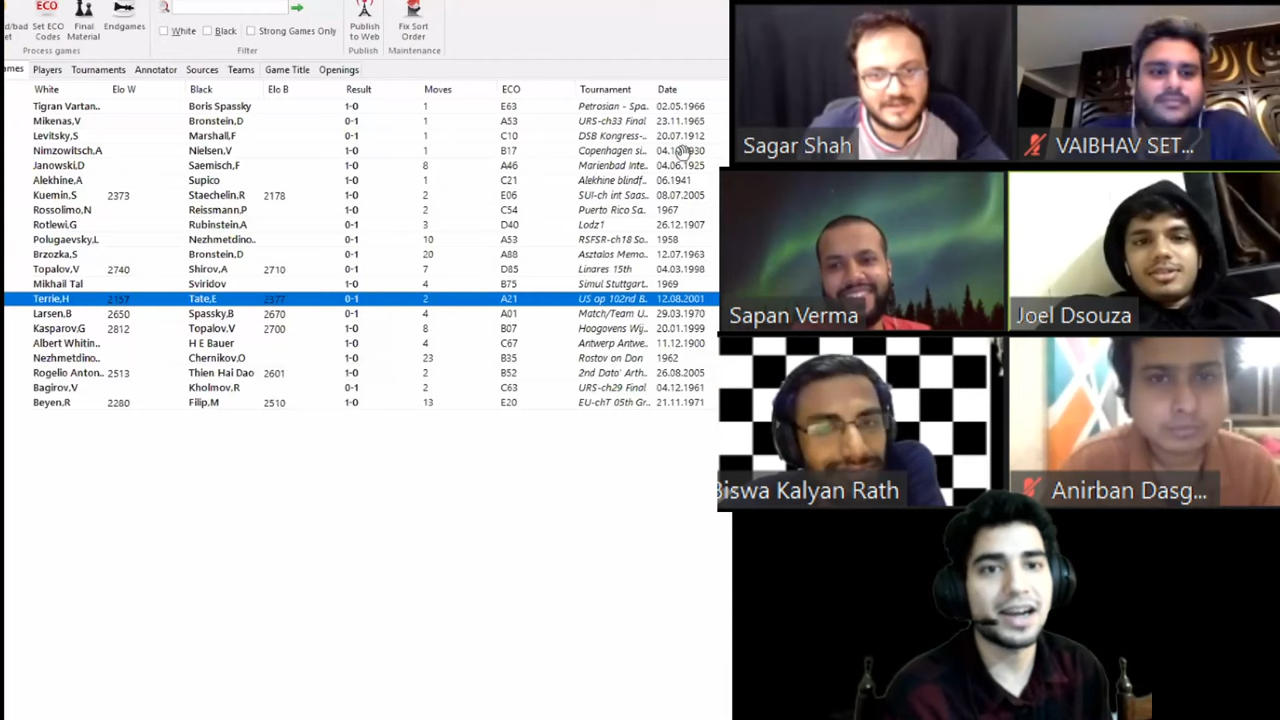 d/bad Set ECO Final Endgames Publish Fix Sort
et Codes Material White Black Strong Games Only to Web Order
Process games Filter Publish Maintenance
ames Players Tournaments Annotator Sources Teams Game Title Openings
White Elo W Black Elo B Result Moves ECO Tournament Date
Tigran Vartan.. Boris Spassky 1-0 1 E63 Petrosian - Spa.. 02.05.1966
Mikenas,V Bronstein,D 0-1 1 A53 URS-ch33 Final 23.11.1965
Levitsky,S Marshall,F 0-1 1 C10 DSB Kongress-.. 20.07.1912
Nimzowitsch,A Nielsen,V 1-0 1 B17 Copenhagen si..
Janowski,D Saemisch,F 1-0 8 A46 Marienbad Inte.. 04.06.1925
Alekhine,A Supico 1-0 1 C21 Alekhine blindf.. 06.1941
Kuemin,S 2373 Staechelin,R 2178 1-0 2 E06 SUI-ch int Saas.. 08.07.2005
Rossolimo,N Reissmann,P 1-0 2 C54 Puerto Rico Sa.. 1967
Rotlewi,G Rubinstein,A 0-1 3 D40 Lodz1 26.12.1907
Polugaevsky,L Nezhmetdino.. 0-1 10 A53 RSFSR-ch18 So.. 1958
Brzozka,S Bronstein,D 0-1 20 A88 Asztalos Memo.. 12.07.1963
Topalov,V 2740 Shirov,A 2710 0-1 7 D85 Linares 15th 04.03.1998
Mikhail Tal Sviridov 1-0 4 B75 Simul Stuttgart.. 1969
Terrie,H 2157 Tate,E 2377 0-1 2 A21 US op 102nd B.. 12.08.2001
Larsen,B 2650 Spassky,B 2670 0-1 4 A01 Match/Team U.. 29.03.1970
Kasparov,G 2812 Topalov,V 2700 1-0 8 B07 Hoogovens Wij.. 20.01.1999
Albert Whitin.. H E Bauer 1-0 4 C67 Antwerp Antwe.. 11.12.1900
Nezhmetdino.. Chernikov,O 1-0 23 B35 Rostov on Don 1962
Rogelio Anton.. 2513 Thien Hai Dao 2601 1-0 2 B52 2nd Dato' Arth.. 26.08.2005
Bagirov,V Kholmov,R 0-1 2 C63 URS-ch29 Final 04.12.1961
Beyen,R 2280 Filip,M 2510 1-0 13 E20 EU-chT 05th Gr.. 21.11.1971
Sagar Shah
VAIBHAV SET...
Sapan Verma
Joel Dsouza
Biswa Kalyan Rath
Anirban Dasg...